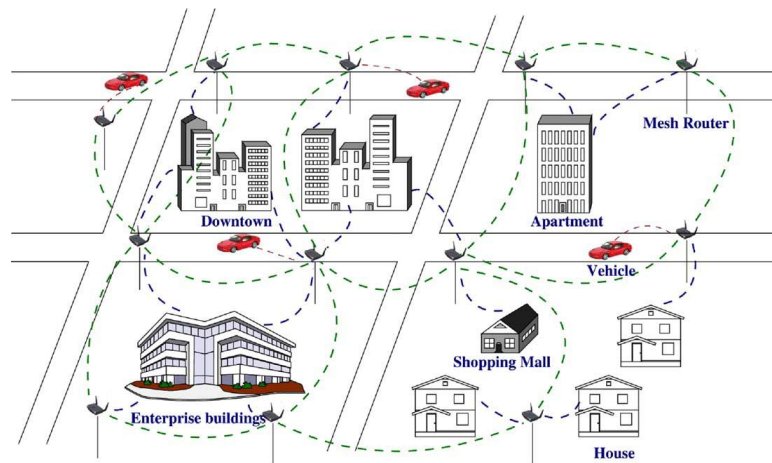 Mesh Router
Downtown
Apartment
Vehicle
Shopping Mall
Enterprise buildings
House